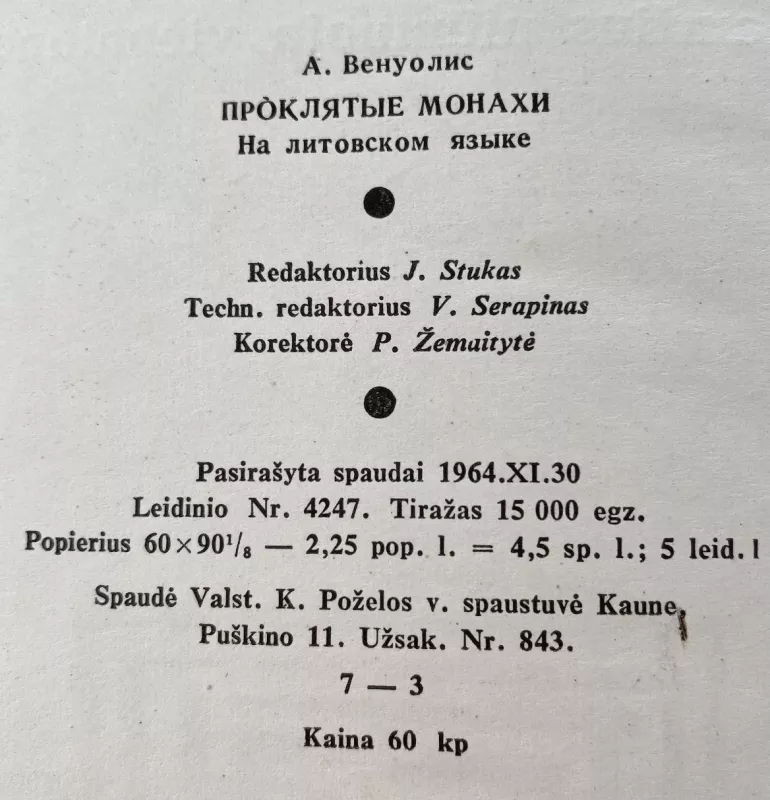 А. Венуолис
ПРОКЛЯТЫЕ МОНАХИ
На литовском языке
Redaktorius J. Stukas
Techn. redaktorius V. Serapinas
Korektorė P. Žemaitytė
Pasirašyta spaudai 1964.XI.30
Leidinio Nr. 4247. Tiražas 15 000 egz.
Popierius 60×90¹/₈ — 2,25 pop. l. = 4,5 sp. l.; 5 leid. l
Spaudė Valst. K. Poželos v. spaustuvė Kaune,
Puškino 11. Užsak. Nr. 843.
7 — 3
Kaina 60 kp